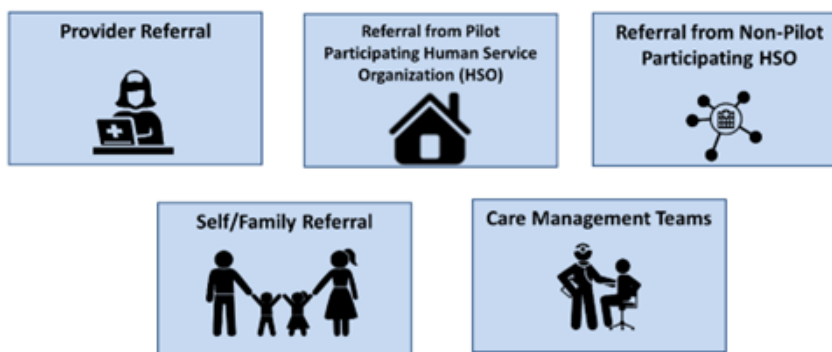 Provider Referral
Referral from Pilot
Participating Human Service
Organization (HSO)
Referral from Non-Pilot
Participating HSO
Self/Family Referral
Care Management Teams